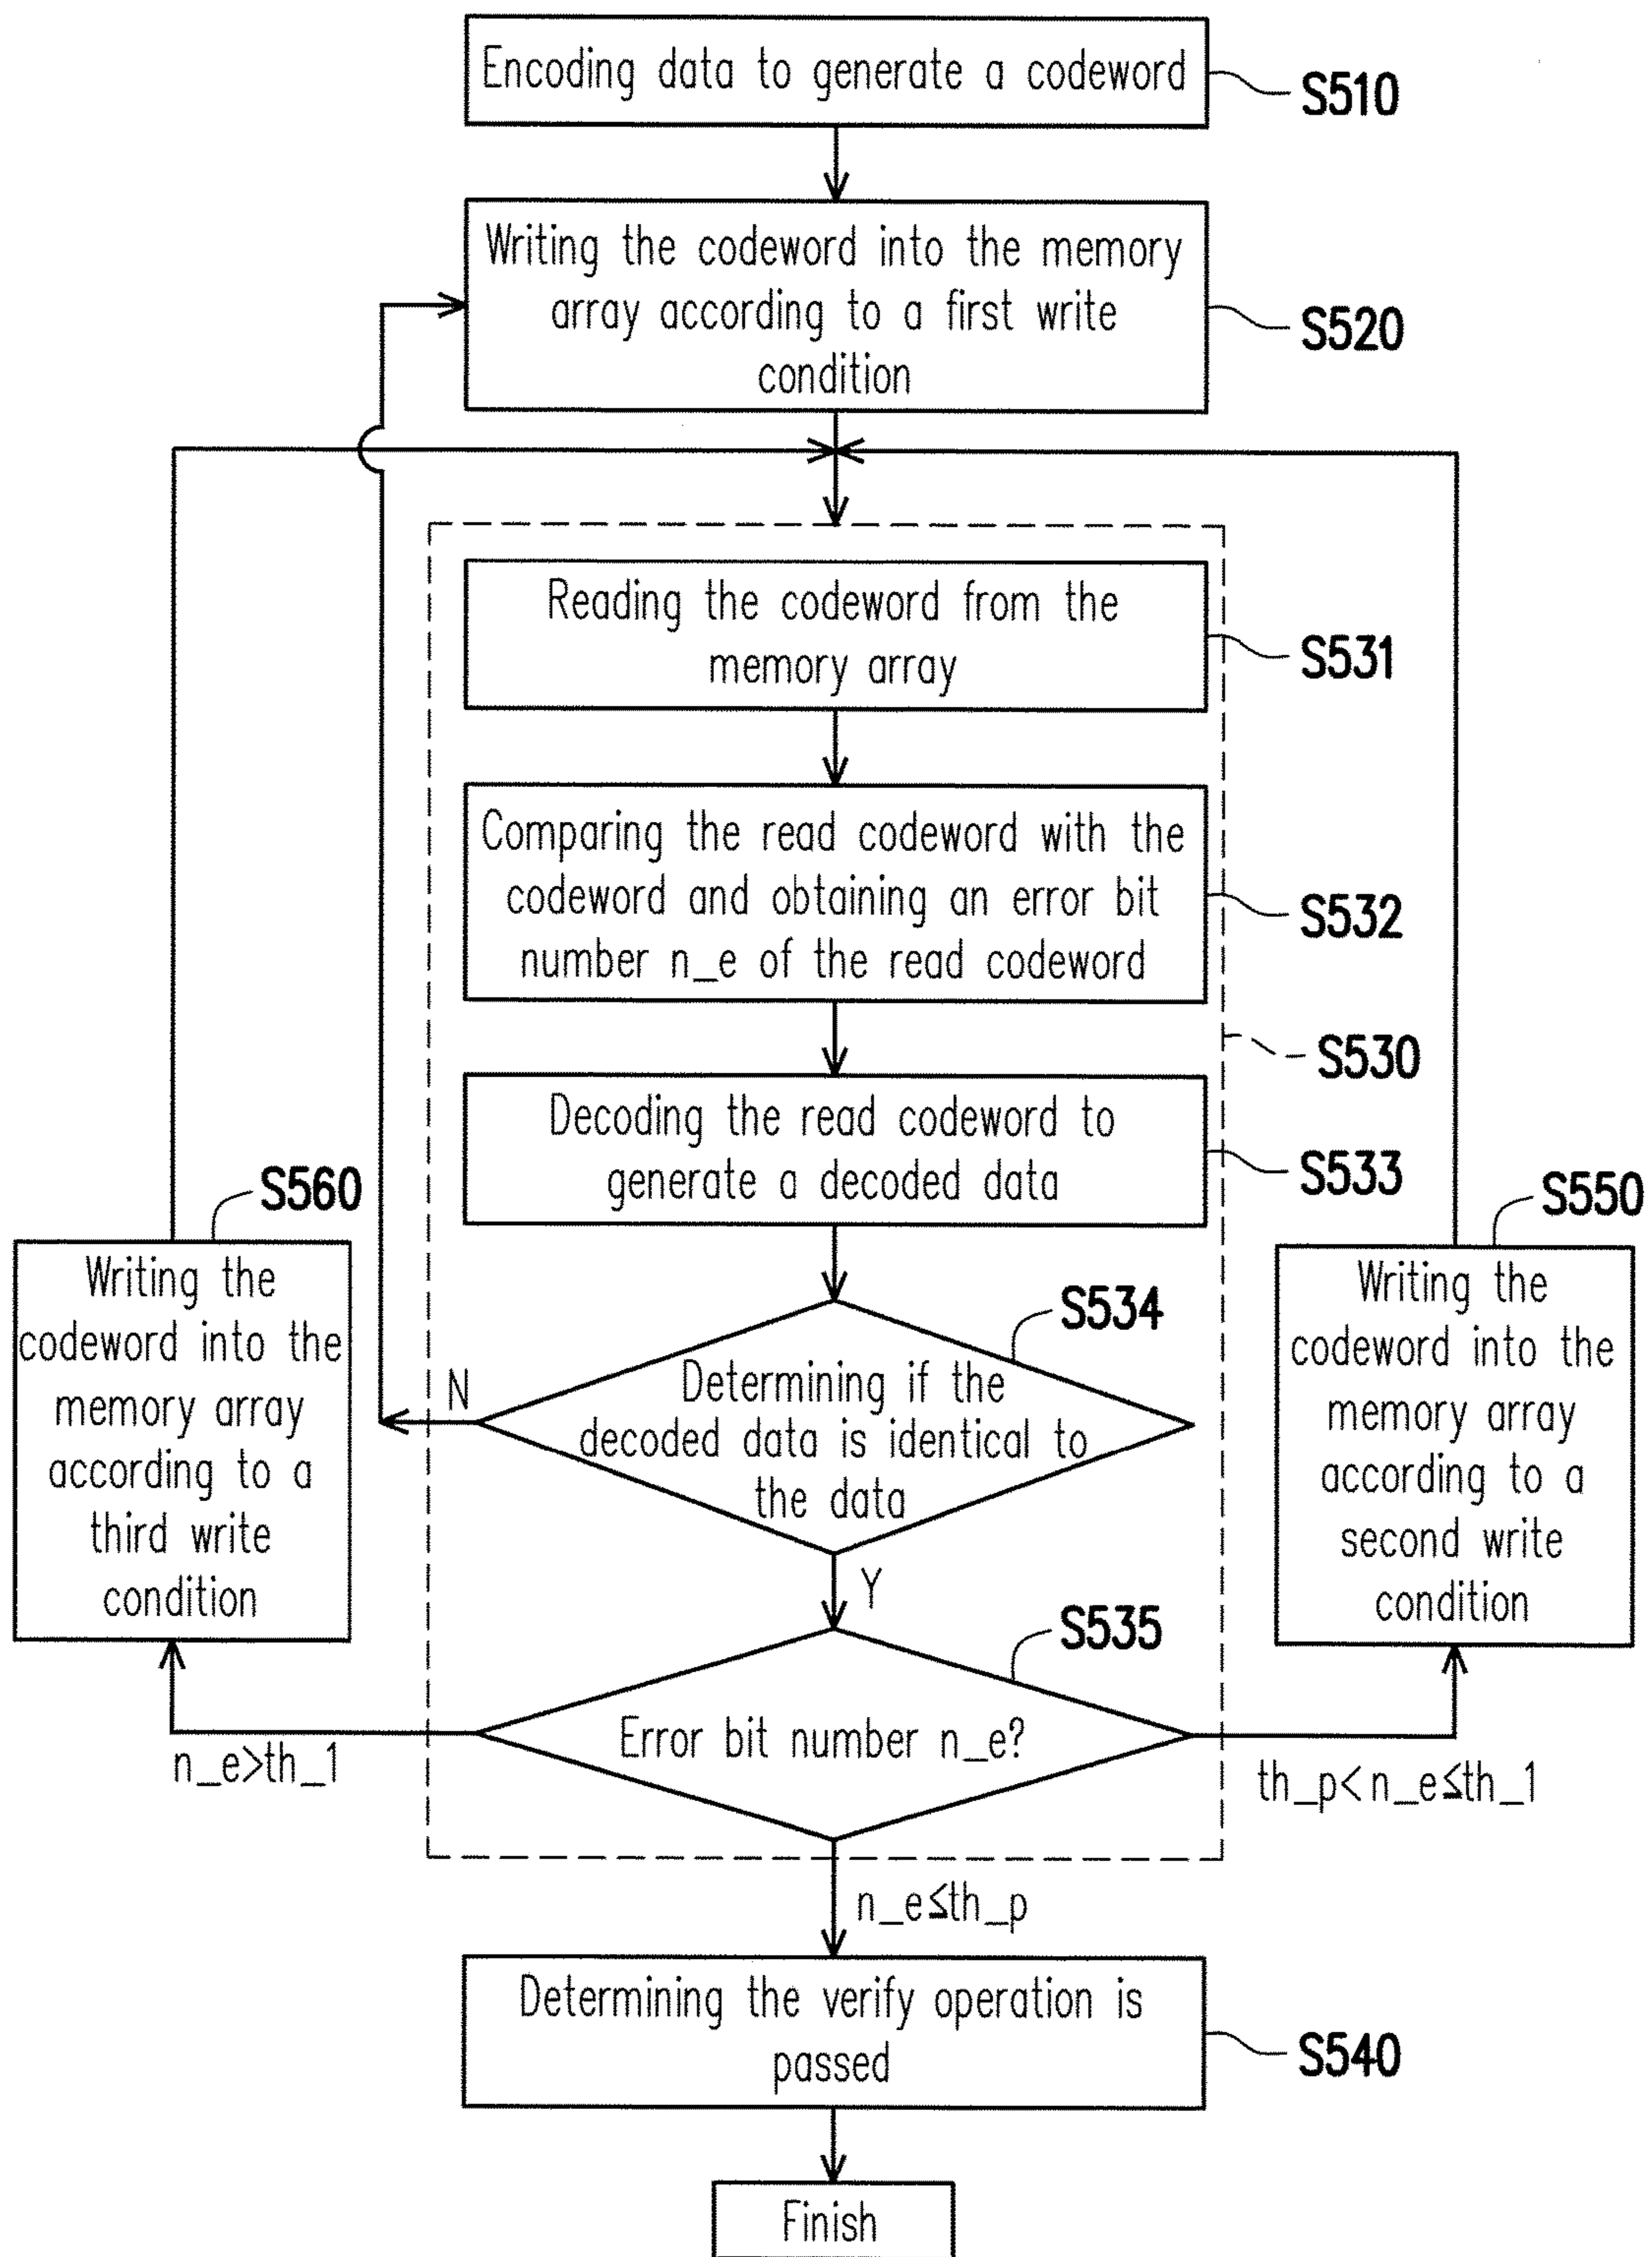 Encoding data to generate a codeword
S510
Writing the codeword into the memory
array according to a first write
condition
S520
Reading the codeword from the
memory array
S531
Comparing the read codeword with the
codeword and obtaining an error bit
number n_e of the read codeword
S532
S530
Decoding the read codeword to
generate a decoded data
S533
S560
Writing the
codeword into the
memory array
according to a
third write
condition
S550
Writing the
codeword into the
memory array
according to a
second write
condition
S534
Determining if the
decoded data is identical to
the data
N
Y
S535
Error bit number n_e?
n_e>th_1
th_p<n_e≤th_1
n_e≤th_p
Determining the verify operation is
passed
S540
Finish